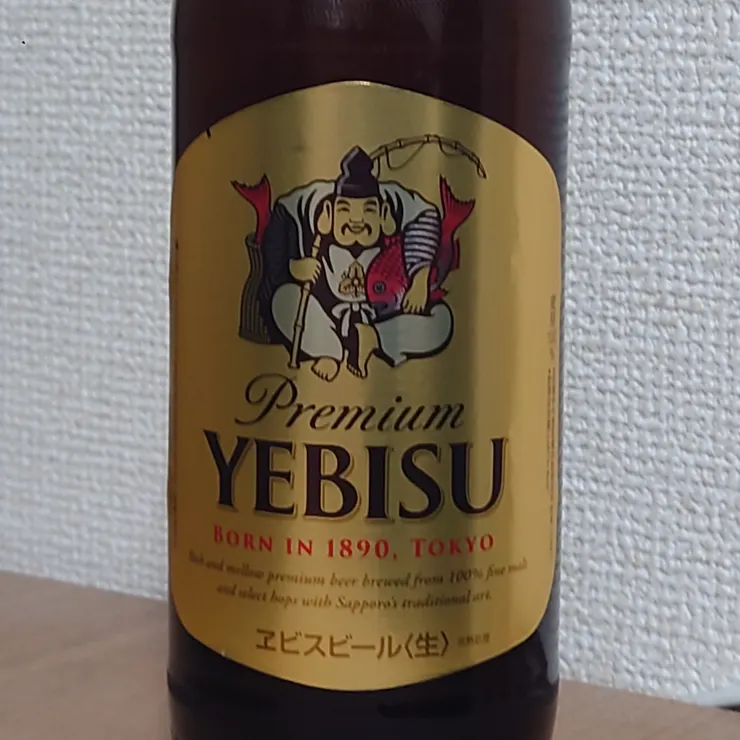 Premium
YEBISU
BORN IN 1890, TOKYO
Rich and mellow premium beer brewed from 100% fine malt
and select hops with Sapporo's traditional art.
ヱビスビール〈生〉